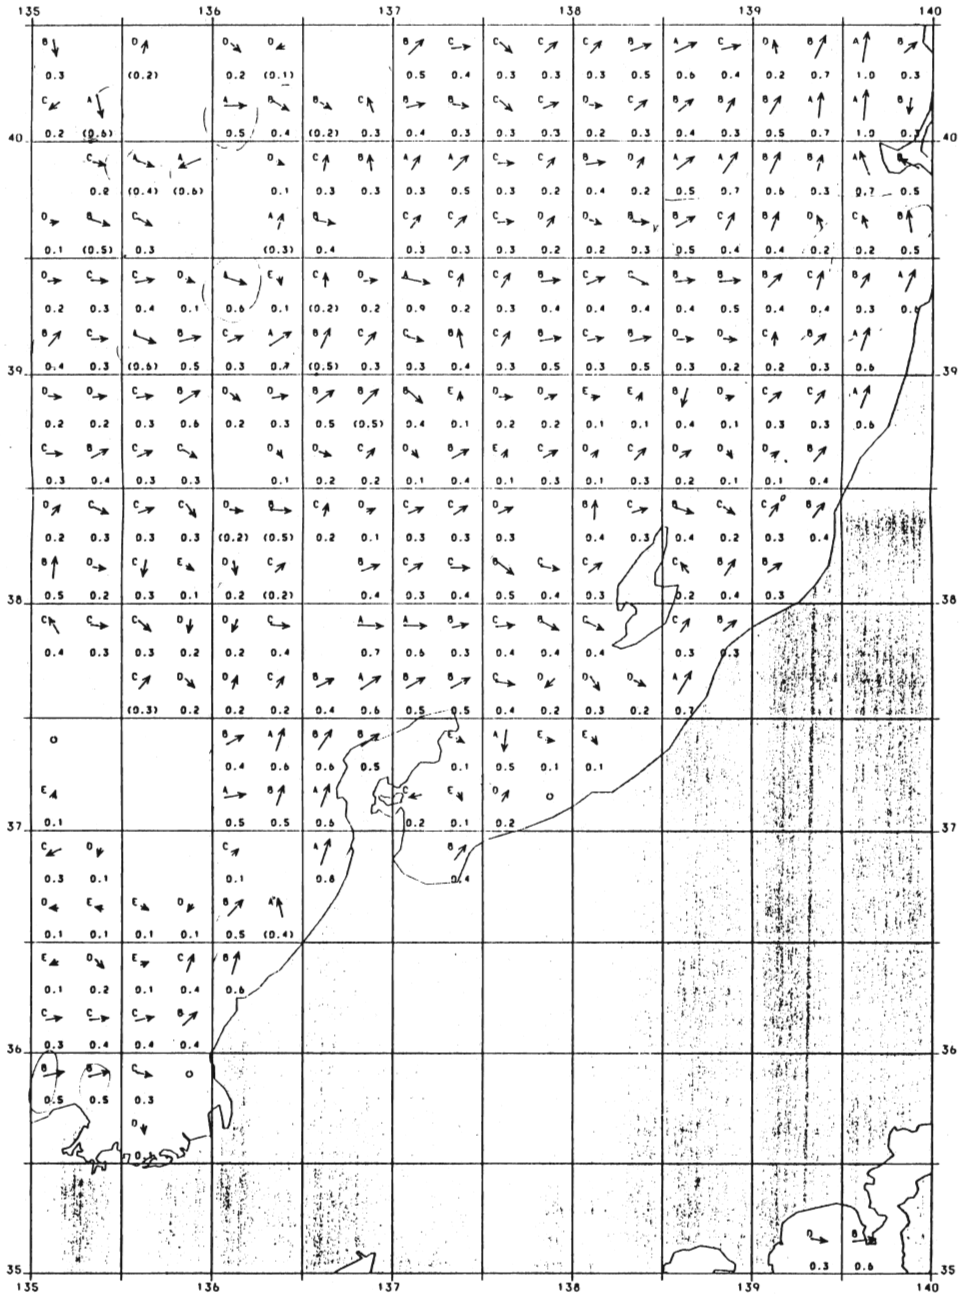 135 136 137 138 139 140
B D D D B C C C C B A C D B A B
0.3 (0.2) 0.2 (0.1) 0.5 0.4 0.3 0.3 0.3 0.5 0.6 0.4 0.2 0.7 1.0 0.3
C A A B B C B B C C D C B B B A A B
0.2 (0.6) 0.5 0.4 (0.2) 0.3 0.4 0.3 0.3 0.3 0.2 0.3 0.4 0.3 0.5 0.7 1.0 0.3
40 40
C A A D C B A A C C B D A A B B A
0.2 (0.4) (0.6) 0.1 0.3 0.3 0.3 0.5 0.3 0.2 0.4 0.2 0.5 0.7 0.6 0.3 0.7 0.5
D B C A B C C C D D B B C B D C B
0.1 (0.5) 0.3 (0.3) 0.4 0.3 0.3 0.3 0.2 0.2 0.3 0.5 0.4 0.4 0.2 0.2 0.5
D C C D A E C D A C C B C C B B B C B A
0.2 0.3 0.4 0.1 0.6 0.1 (0.2) 0.2 0.9 0.2 0.3 0.4 0.4 0.3 0.4 0.5 0.4 0.4 0.3
B C A B C A B C C B C B C B D D C B A
0.4 0.3 (0.6) 0.5 0.3 (0.5) 0.3 0.3 0.4 0.3 0.5 0.3 0.5 0.3 0.2 0.2 0.3 0.6
39 39
D D C B D C B B B E D D E E B D C C A
0.2 0.2 0.3 0.6 0.2 0.3 0.5 (0.5) 0.4 0.1 0.2 0.2 0.1 0.1 0.4 0.1 0.3 0.3 0.6
C B C C D D C D B E C D C D D D B
0.3 0.4 0.3 0.3 0.1 0.2 0.2 0.1 0.4 0.1 0.3 0.1 0.3 0.2 0.1 0.1 0.4
D C C C D B C D C C D B C B C C B
0.2 0.3 0.3 0.3 (0.2) (0.5) 0.2 0.1 0.3 0.3 0.3 0.4 0.3 0.4 0.2 0.3 0.4
B D C E D C B C C B C C C B B
0.5 0.2 0.3 0.1 0.2 (0.2) 0.4 0.3 0.4 0.5 0.4 0.3 0.2 0.4 0.3
38 38
C C C D D C A A B C B C C B
0.4 0.3 0.3 0.2 0.2 0.4 0.7 0.6 0.3 0.4 0.4 0.4 0.3 0.3
C D D C B A B B C D D D A
(0.3) 0.2 0.2 0.2 0.4 0.6 0.5 0.5 0.4 0.2 0.3 0.2 0.7
B A B B E A E E
0.4 0.6 0.6 0.5 0.1 0.5 0.1 0.1
E A B A C E D
0.1 0.5 0.5 0.6 0.2 0.1 0.2
37 37
C D C A B
0.3 0.1 0.1 0.6 0.4
D E E D B A
0.1 0.1 0.1 0.1 0.5 (0.4)
E D E C B
0.1 0.2 0.1 0.4 0.6
C C C B
0.3 0.4 0.4 0.4
36 36
B B C
0.5 0.5 0.3
D
D
D B
0.3 0.6
35 35
135 136 137 138 139 140